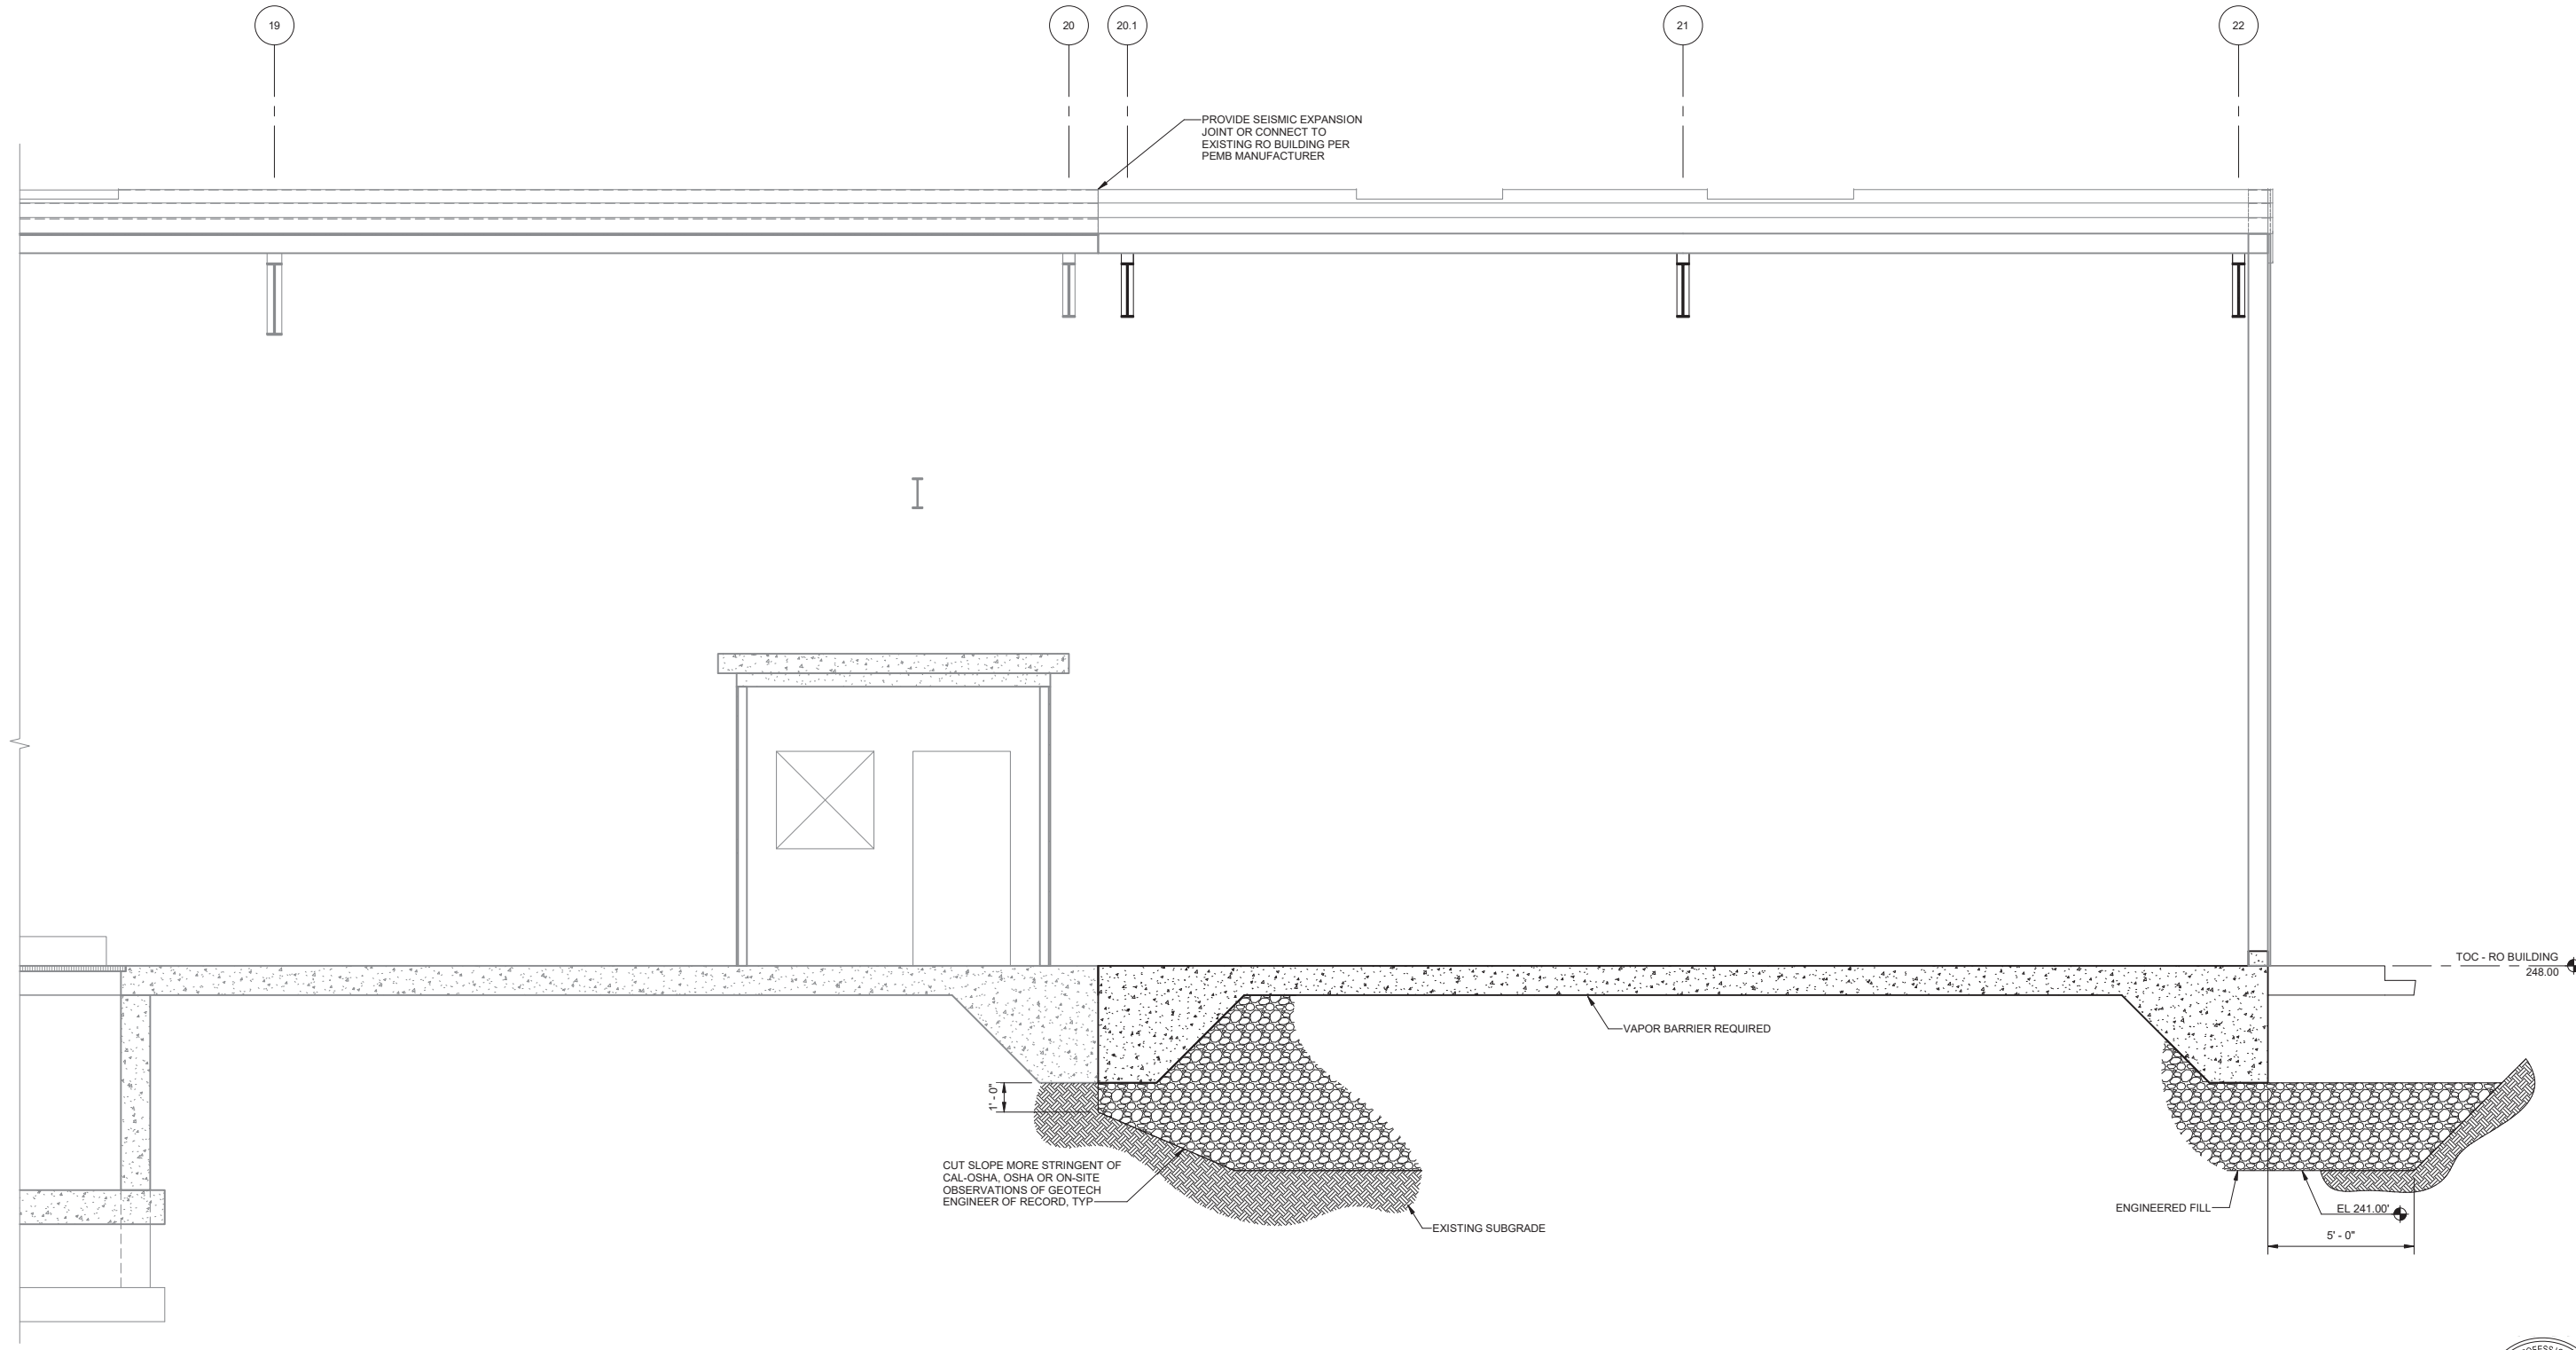 19
20
20.1
21
22
PROVIDE SEISMIC EXPANSION
JOINT OR CONNECT TO
EXISTING RO BUILDING PER
PEMB MANUFACTURER
TOC - RO BUILDING
248.00
VAPOR BARRIER REQUIRED
1' - 0"
CUT SLOPE MORE STRINGENT OF
CAL-OSHA, OSHA OR ON-SITE
OBSERVATIONS OF GEOTECH
ENGINEER OF RECORD, TYP
EXISTING SUBGRADE
ENGINEERED FILL
EL 241.00'
5' - 0"